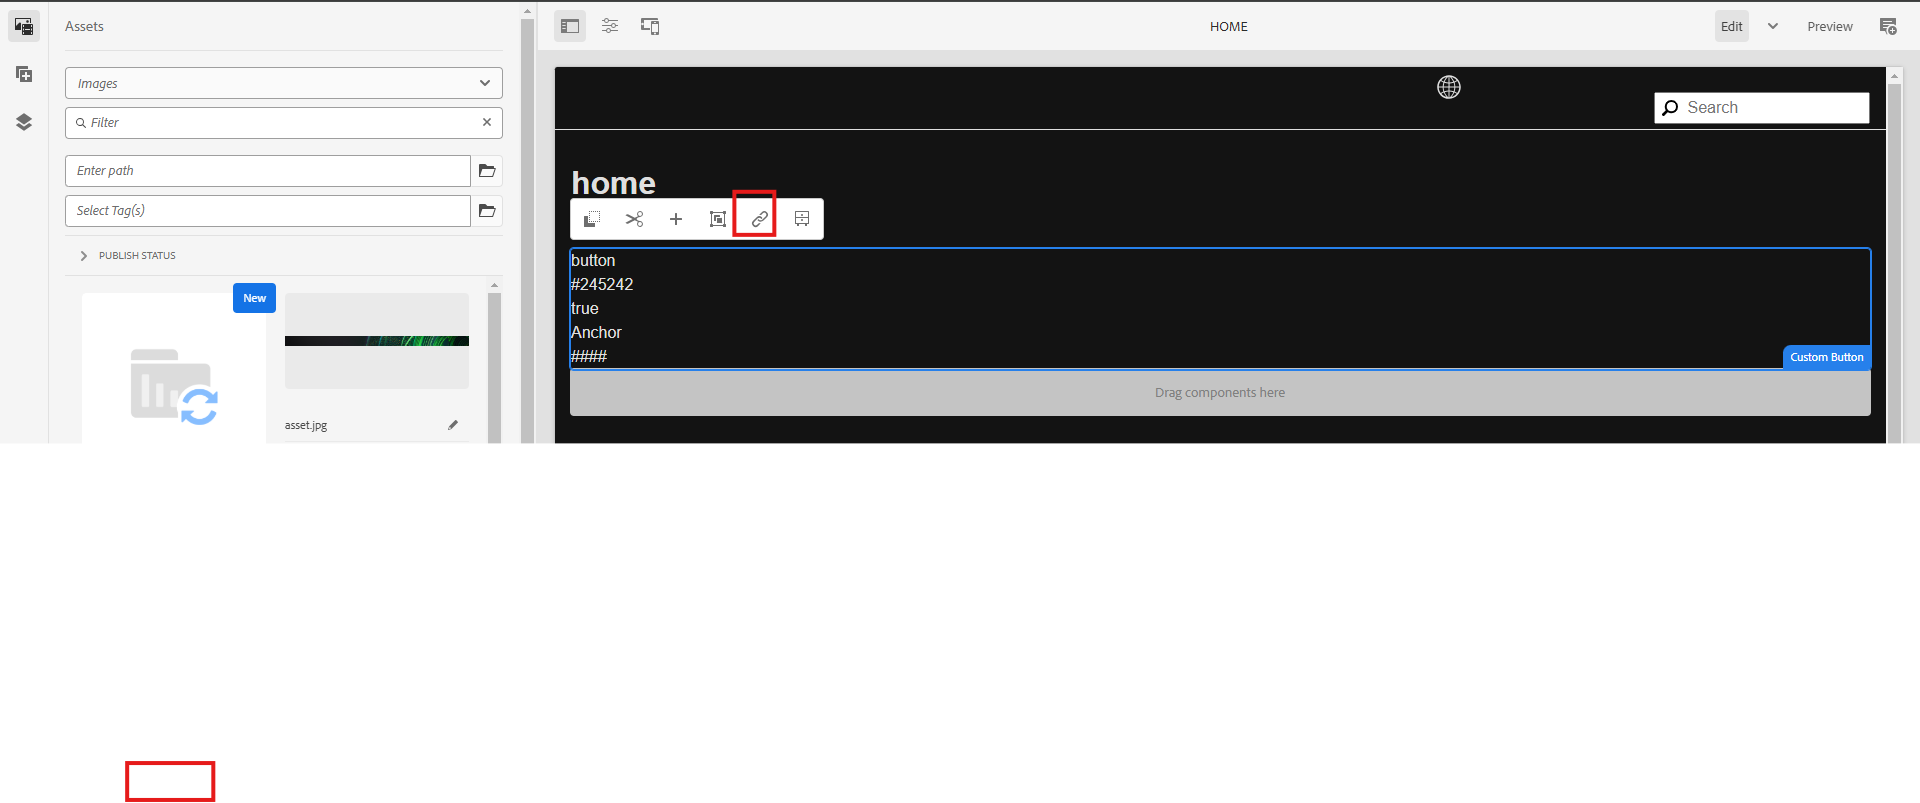 Assets
HOME
Edit
Preview
Images
Filter
Enter path
Select Tag(s)
PUBLISH STATUS
New
asset.jpg
Search
home
button
#245242
true
Anchor
####
Custom Button
Drag components here